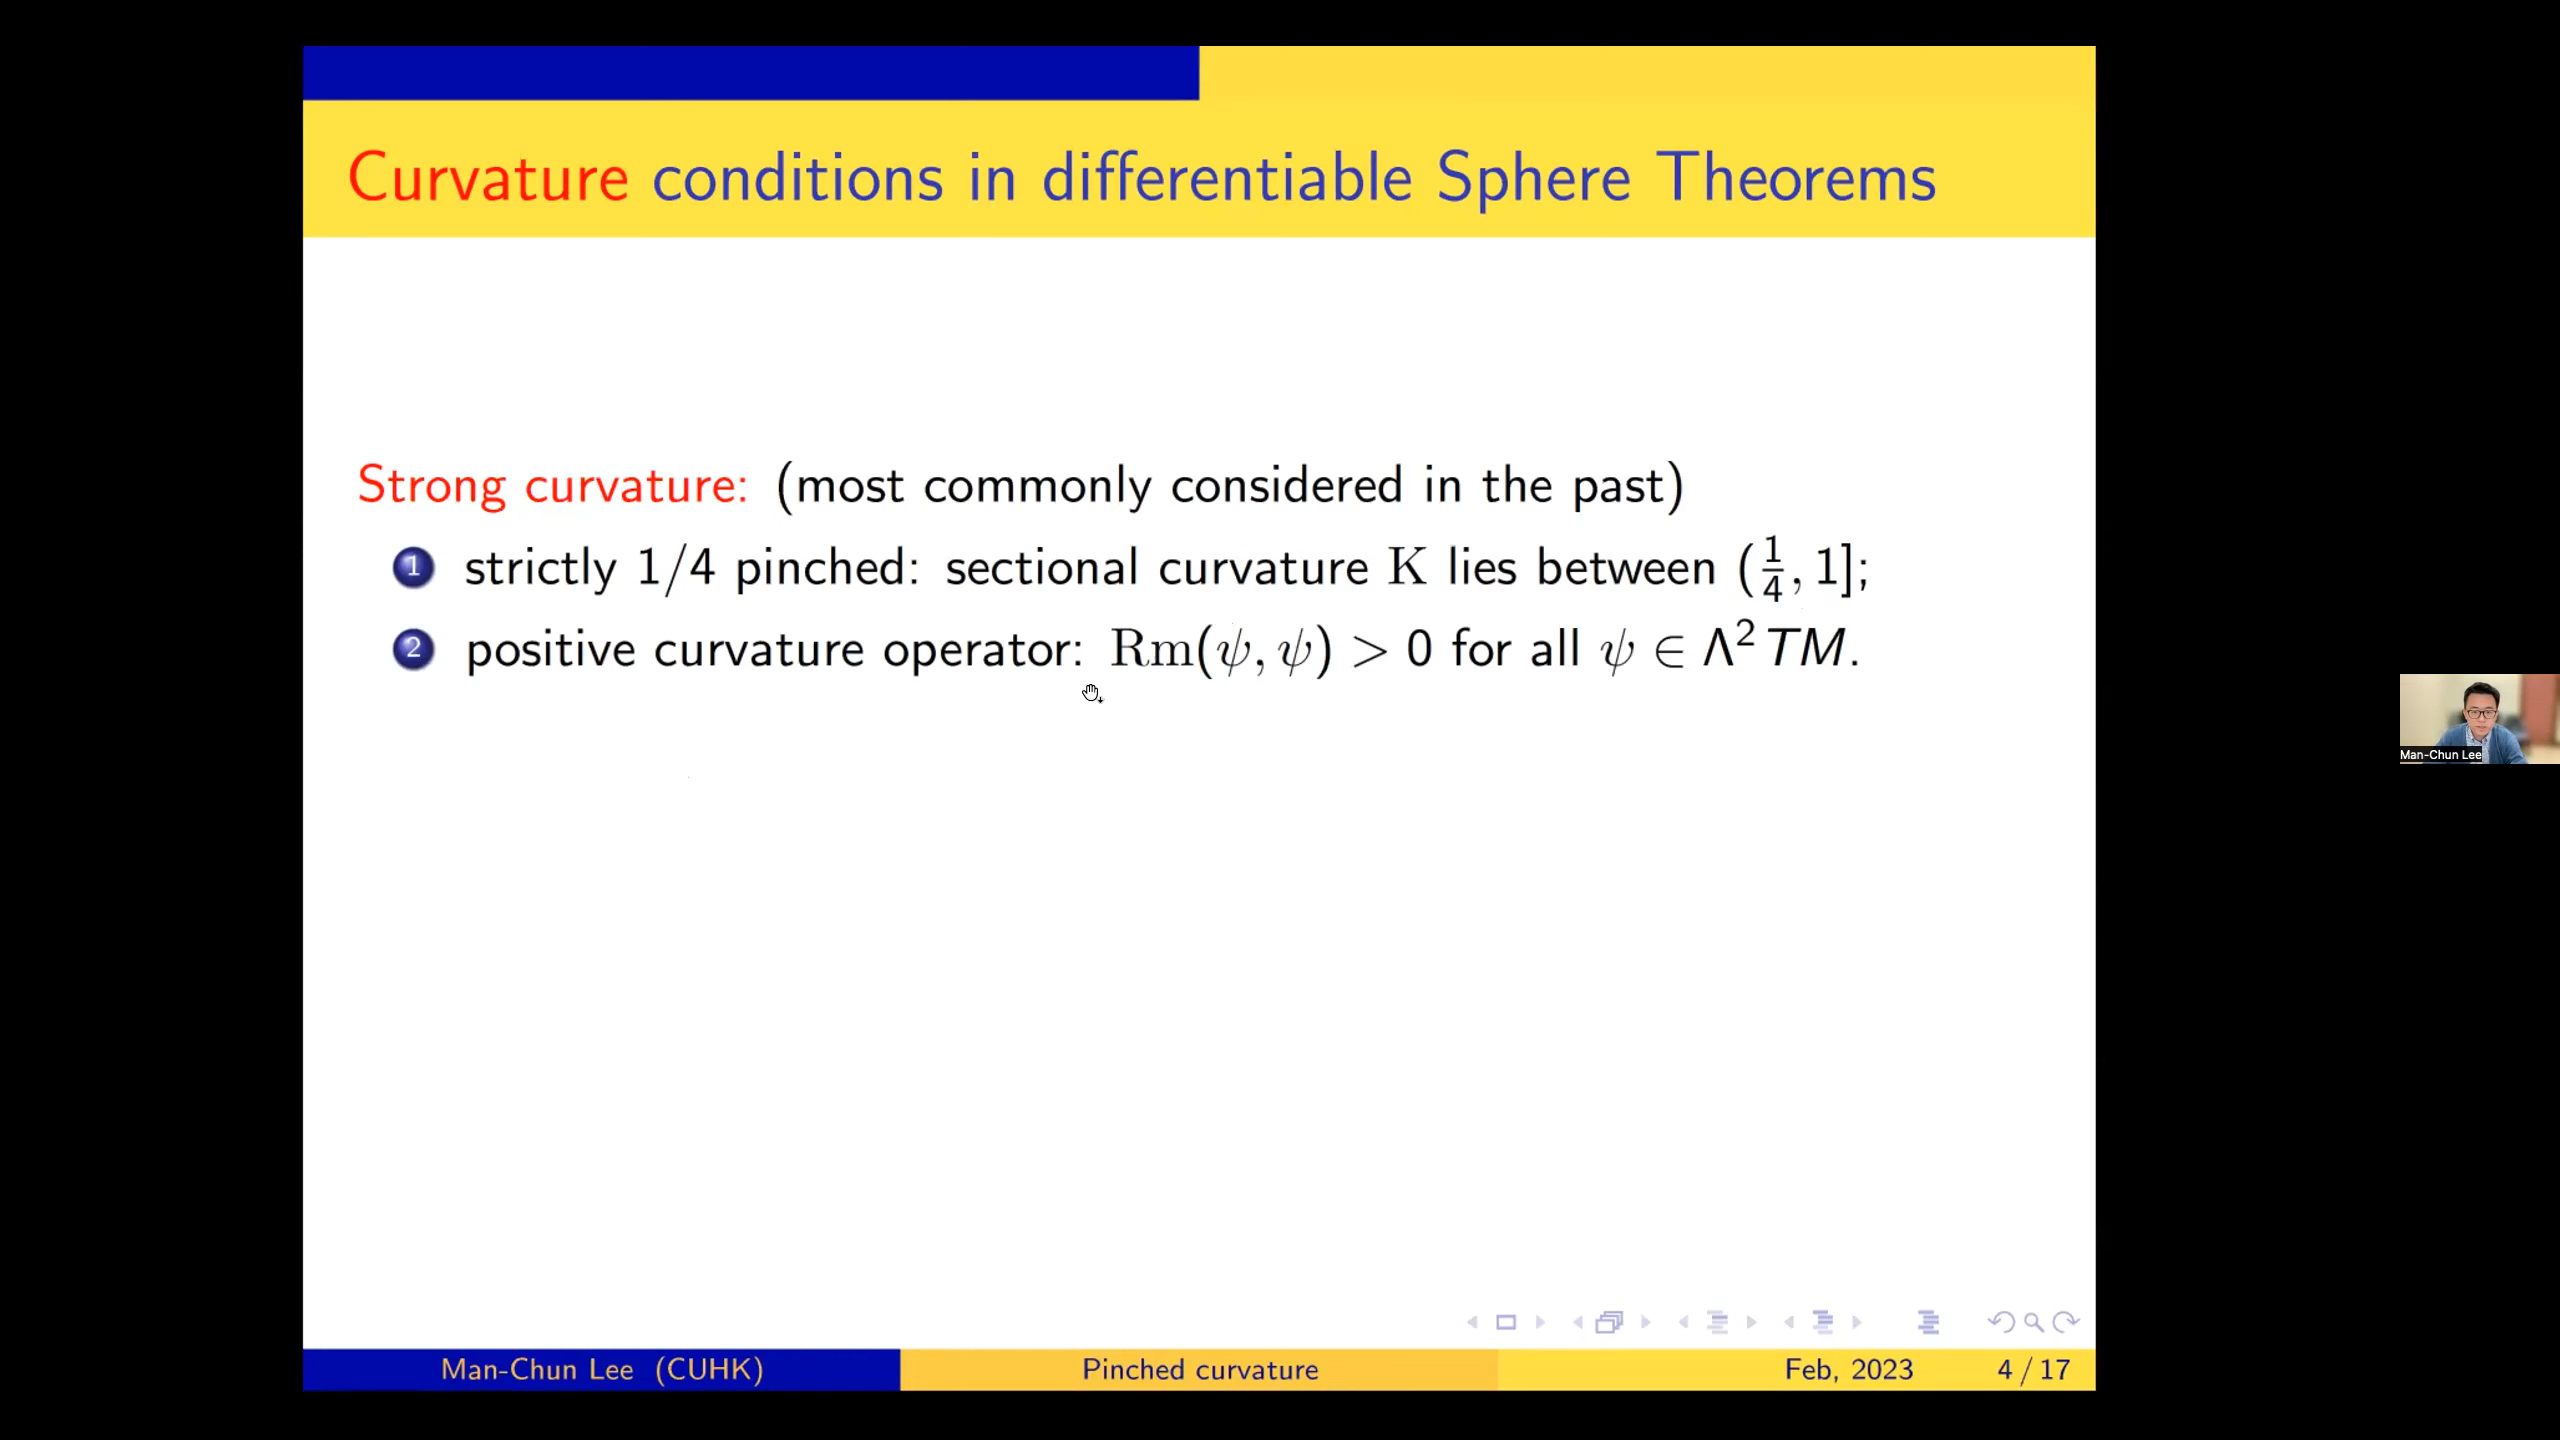 Curvature conditions in differentiable Sphere Theorems
Strong curvature: (most commonly considered in the past)
1 strictly 1/4 pinched: sectional curvature K lies between (1/4, 1];
2 positive curvature operator: Rm(ψ, ψ) > 0 for all ψ ∈ Λ² TM.
Man-Chun Lee
Man-Chun Lee (CUHK) Pinched curvature Feb, 2023 4 / 17